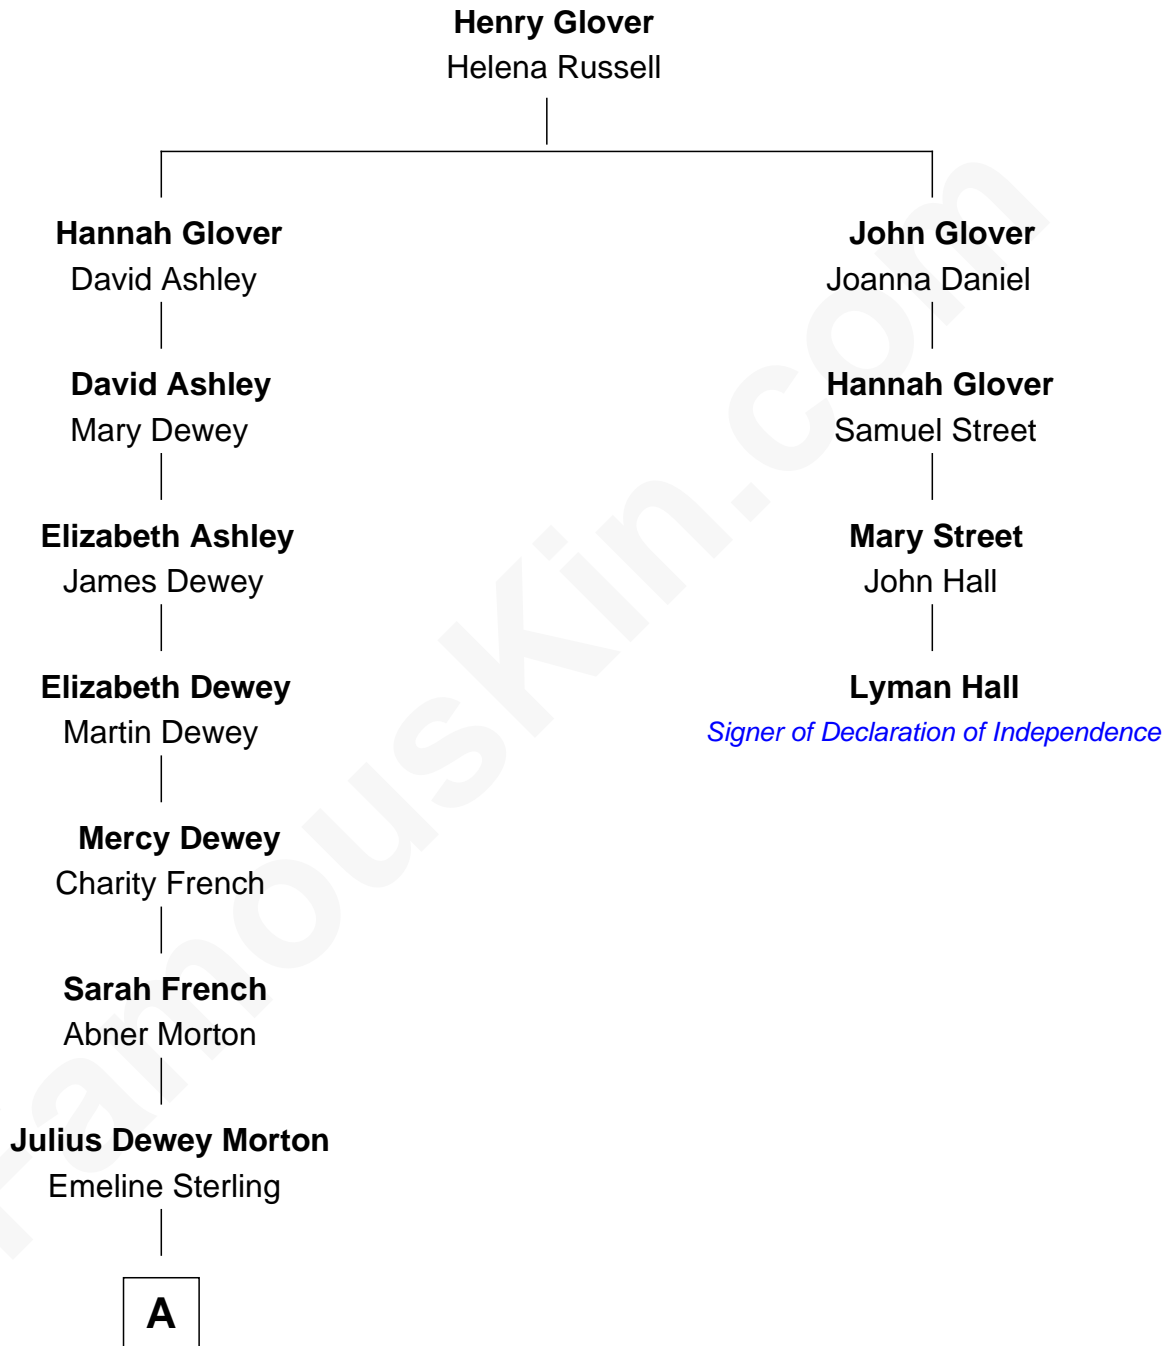 Henry Glover
Helena Russell
Hannah Glover
David Ashley
David Ashley
Mary Dewey
Elizabeth Ashley
James Dewey
Elizabeth Dewey
Martin Dewey
Mercy Dewey
Charity French
Sarah French
Abner Morton
Julius Dewey Morton
Emeline Sterling
A
John Glover
Joanna Daniel
Hannah Glover
Samuel Street
Mary Street
John Hall
Lyman Hall
Signer of Declaration of Independence
FamousKin.com